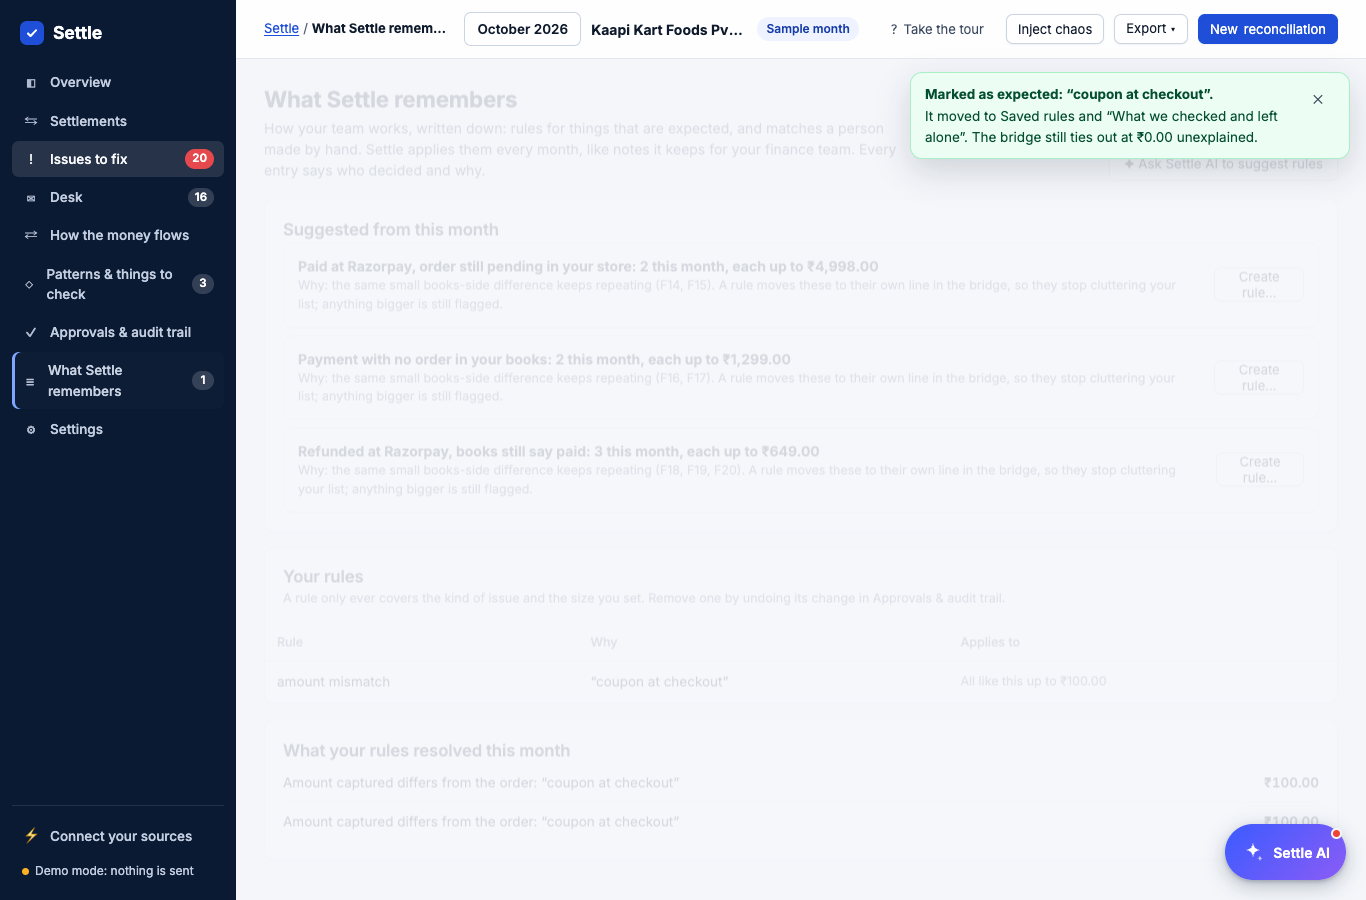 Settle
Overview
Settlements
Issues to fix 20
Desk 16
How the money flows
Patterns & things to
check 3
Approvals & audit trail
What Settle
remembers 1
Settings
Connect your sources
Demo mode: nothing is sent
Settle / What Settle remem...
October 2026
Kaapi Kart Foods Pv...
Sample month
? Take the tour
Inject chaos
Export
New reconciliation
Marked as expected: “coupon at checkout”.
It moved to Saved rules and “What we checked and left
alone”. The bridge still ties out at ₹0.00 unexplained.
What Settle remembers
How your team works, written down: rules for things that are expected, and matches a person
made by hand. Settle applies them every month, like notes it keeps for your finance team. Every
entry says who decided and why.
Ask Settle AI to suggest rules
Suggested from this month
Paid at Razorpay, order still pending in your store: 2 this month, each up to ₹4,998.00
Why: the same small books-side difference keeps repeating (F14, F15). A rule moves these to their own line in the bridge, so they stop cluttering your
list; anything bigger is still flagged.
Create
rule...
Payment with no order in your books: 2 this month, each up to ₹1,299.00
Why: the same small books-side difference keeps repeating (F16, F17). A rule moves these to their own line in the bridge, so they stop cluttering your
list; anything bigger is still flagged.
Create
rule...
Refunded at Razorpay, books still say paid: 3 this month, each up to ₹649.00
Why: the same small books-side difference keeps repeating (F18, F19, F20). A rule moves these to their own line in the bridge, so they stop cluttering
your list; anything bigger is still flagged.
Create
rule...
Your rules
A rule only ever covers the kind of issue and the size you set. Remove one by undoing its change in Approvals & audit trail.
Rule Why Applies to
amount mismatch “coupon at checkout” All like this up to ₹100.00
What your rules resolved this month
Amount captured differs from the order: “coupon at checkout” ₹100.00
Amount captured differs from the order: “coupon at checkout” ₹100.00
Settle AI